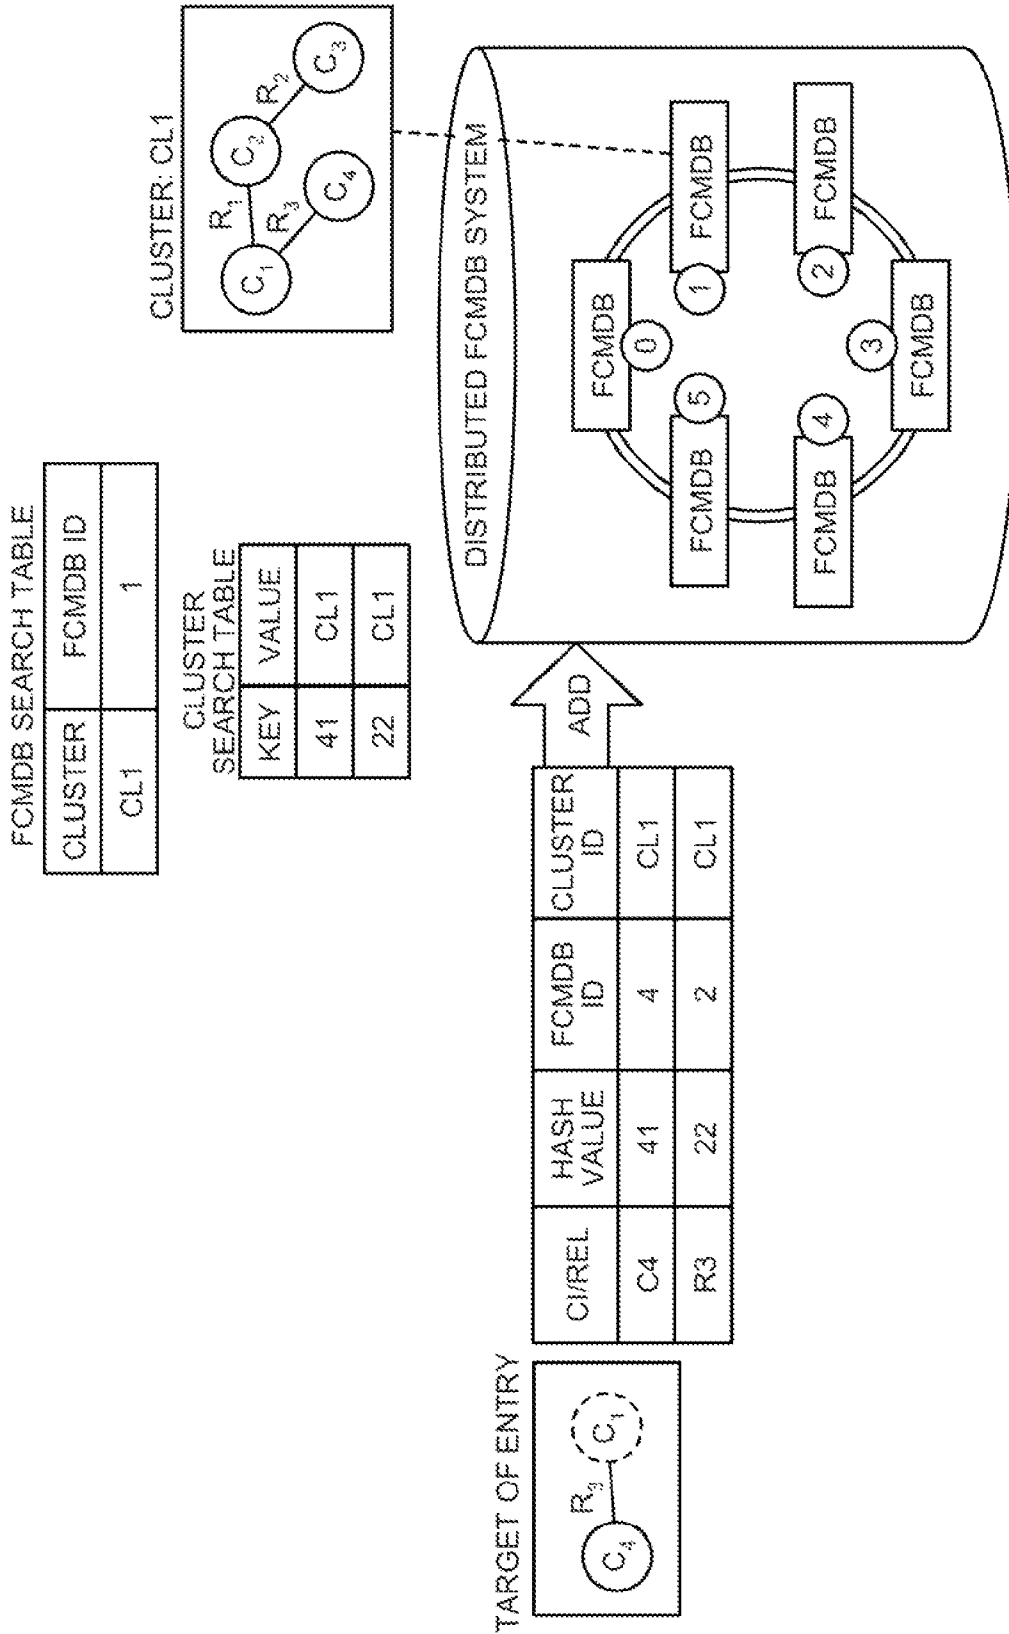 FCMDB SEARCH TABLE
CLUSTER FCMDB ID
CL1 1
CLUSTER
SEARCH TABLE
KEY VALUE
41 CL1
22 CL1
CLUSTER: CL1
C1 R1 C2 R2 C3
R3 C4
TARGET OF ENTRY
C4 R3 C1
CI/REL HASH VALUE FCMDB ID CLUSTER ID
C4 41 4 CL1
R3 22 2 CL1
ADD
DISTRIBUTED FCMDB SYSTEM
FCMDB 0
FCMDB 1
FCMDB 2
FCMDB 3
FCMDB 4
FCMDB 5